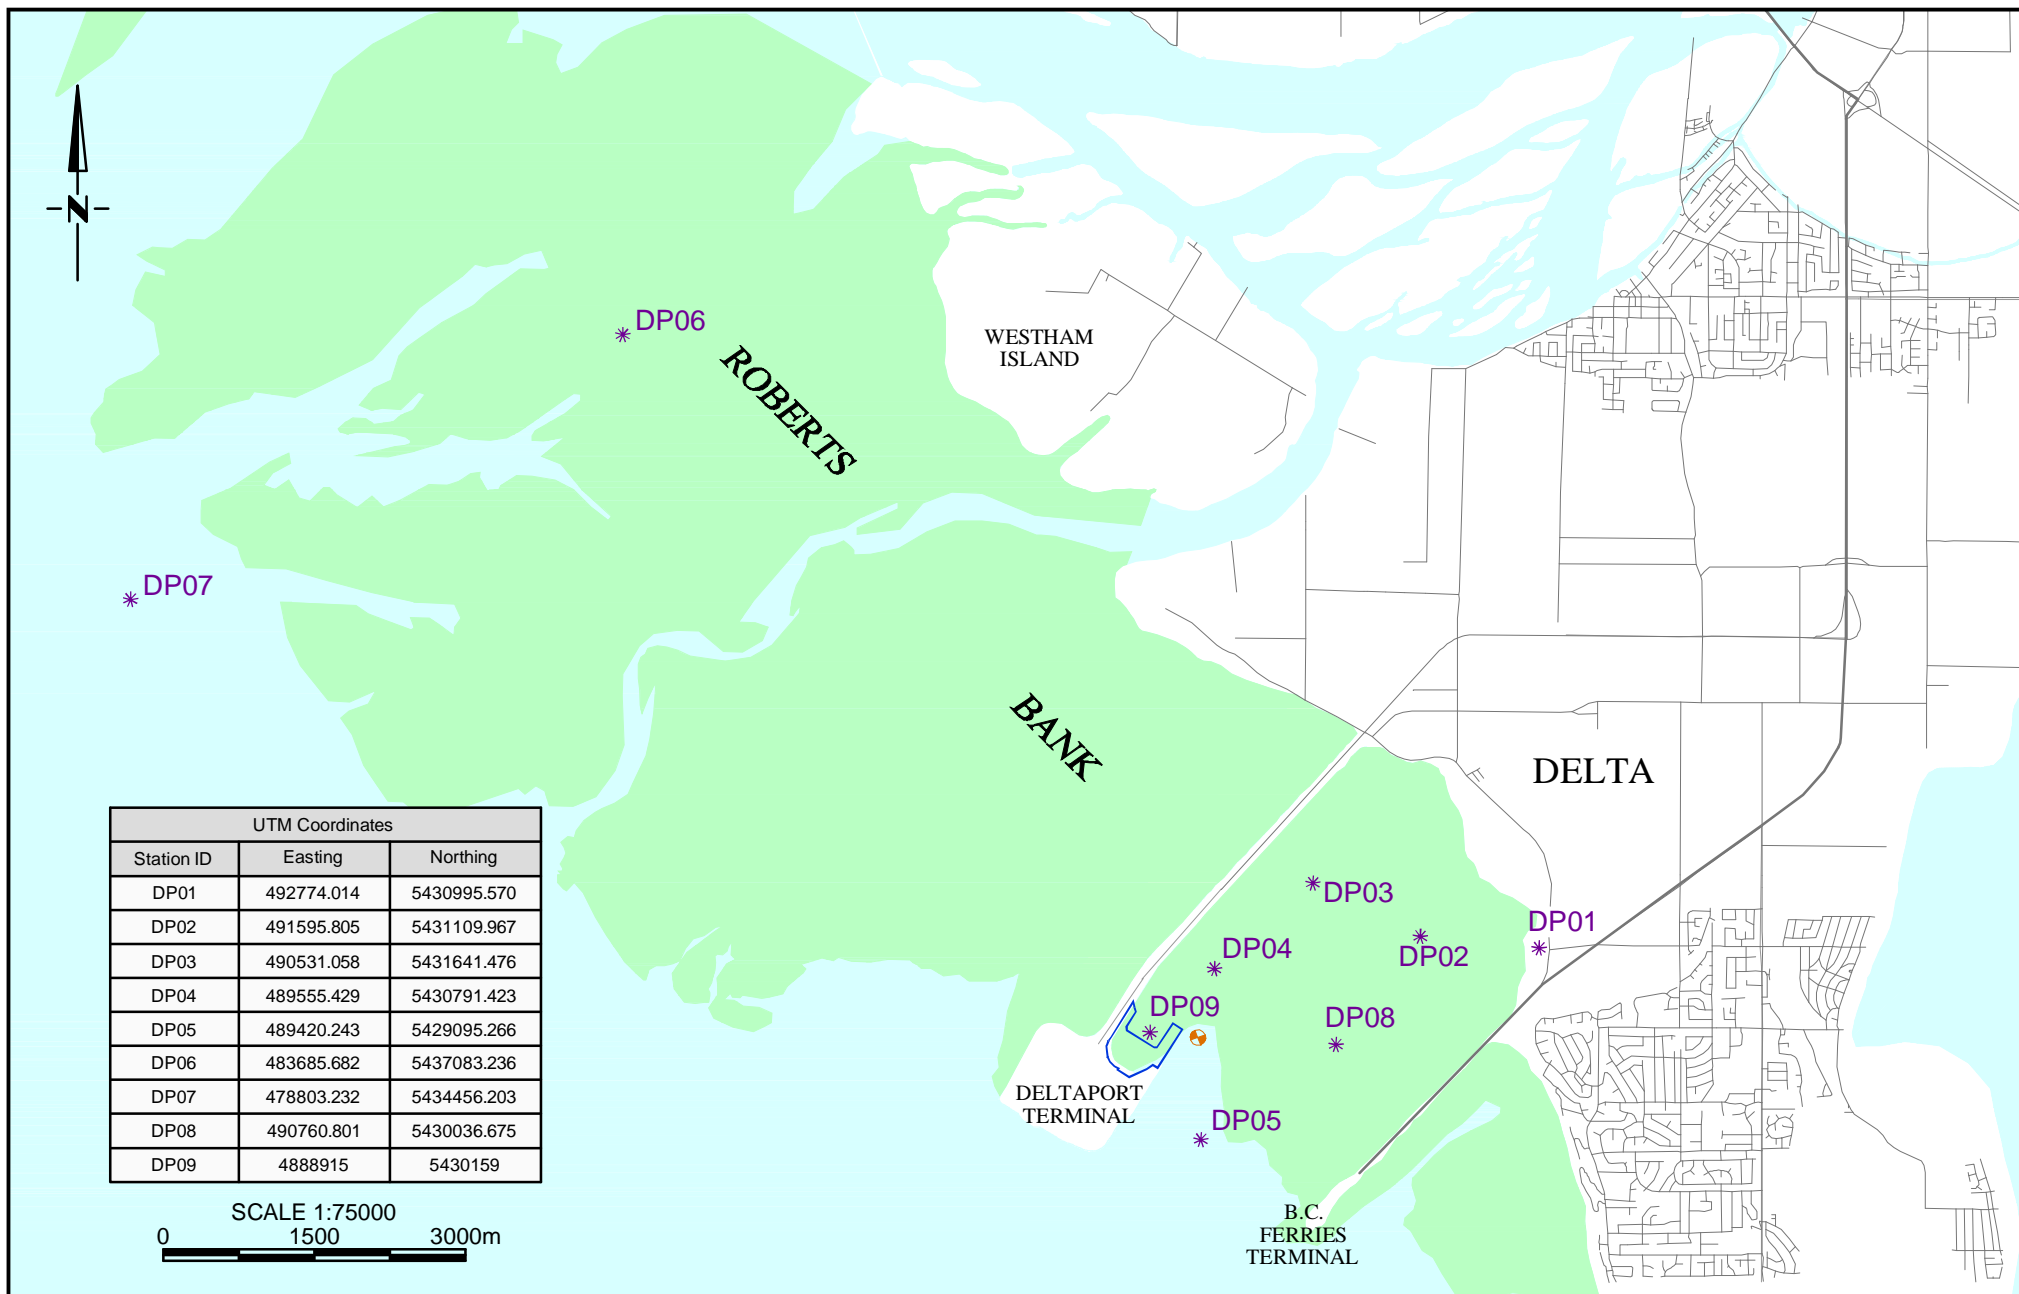 N
DP06
ROBERTS
WESTHAM
ISLAND
DP07
BANK
DELTA
DP03
DP01
DP02
DP04
DP09
DP08
DELTAPORT
TERMINAL
DP05
B.C.
FERRIES
TERMINAL
UTM Coordinates
Station ID Easting Northing
DP01 492774.014 5430995.570
DP02 491595.805 5431109.967
DP03 490531.058 5431641.476
DP04 489555.429 5430791.423
DP05 489420.243 5429095.266
DP06 483685.682 5437083.236
DP07 478803.232 5434456.203
DP08 490760.801 5430036.675
DP09 4888915 5430159
SCALE 1:75000
0 1500 3000m